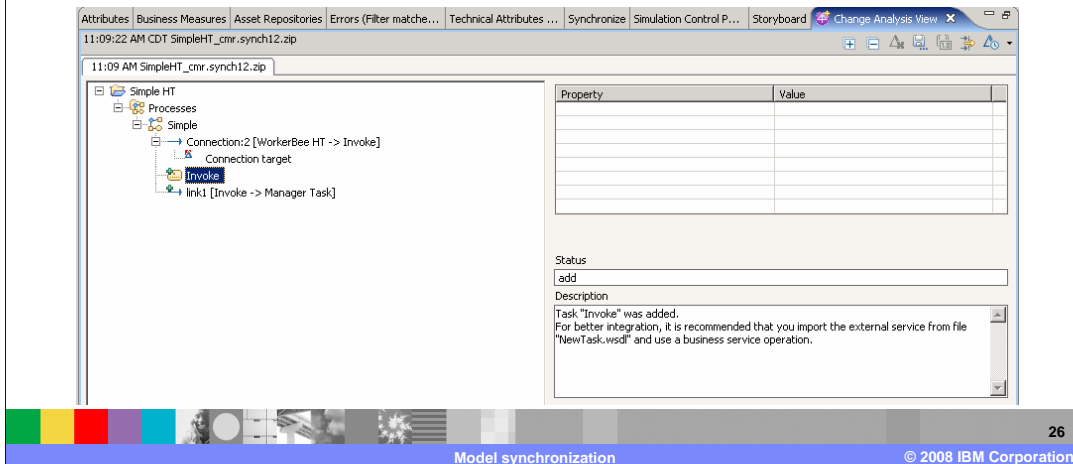 Attributes Business Measures Asset Repositories Errors (Filter matche... Technical Attributes ... Synchronize Simulation Control P... Storyboard Change Analysis View
11:09:22 AM CDT SimpleHT_cmr.synch12.zip
11:09 AM SimpleHT_cmr.synch12.zip
Simple HT
Processes
Simple
Connection:2 [WorkerBee HT -> Invoke]
Connection target
Invoke
link1 [Invoke -> Manager Task]
Property Value
Status
add
Description
Task "Invoke" was added.
For better integration, it is recommended that you import the external service from file
"NewTask.wsdl" and use a business service operation.
26
Model synchronization © 2008 IBM Corporation